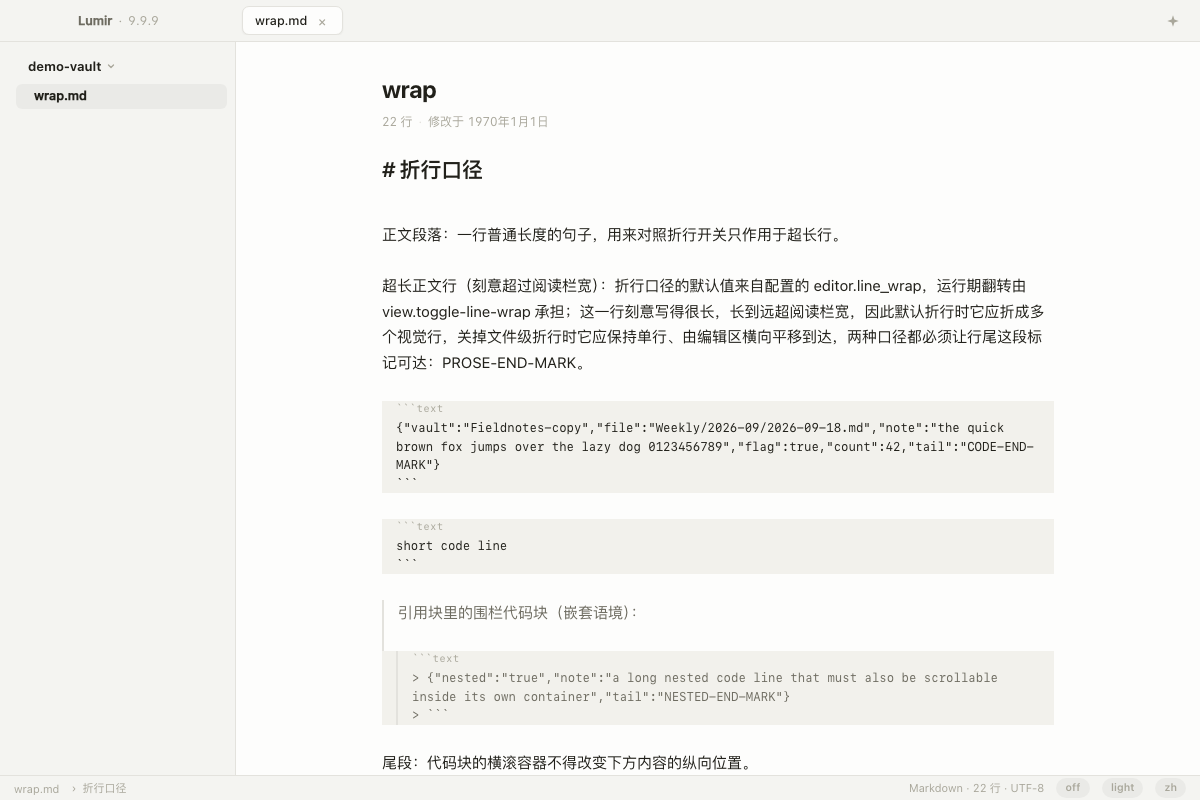 Lumir · 9.9.9
wrap.md ×
demo-vault
wrap.md
wrap
22 行 · 修改于 1970年1月1日
# 折行口径
正文段落：一行普通长度的句子，用来对照折行开关只作用于超长行。
超长正文行（刻意超过阅读栏宽）：折行口径的默认值来自配置的 editor.line_wrap，运行期翻转由
view.toggle-line-wrap 承担；这一行刻意写得很长，长到远超阅读栏宽，因此默认折行时它应折成多
个视觉行，关掉文件级折行时它应保持单行、由编辑区横向平移到达，两种口径都必须让行尾这段标
记可达：PROSE-END-MARK。
```text
{"vault":"Fieldnotes-copy","file":"Weekly/2026-09/2026-09-18.md","note":"the quick
brown fox jumps over the lazy dog 0123456789","flag":true,"count":42,"tail":"CODE-END-
MARK"}
```
```text
short code line
```
引用块里的围栏代码块（嵌套语境）：
```text
> {"nested":"true","note":"a long nested code line that must also be scrollable
inside its own container","tail":"NESTED-END-MARK"}
> ```
尾段：代码块的横滚容器不得改变下方内容的纵向位置。
wrap.md › 折行口径
Markdown · 22 行 · UTF-8 off light zh